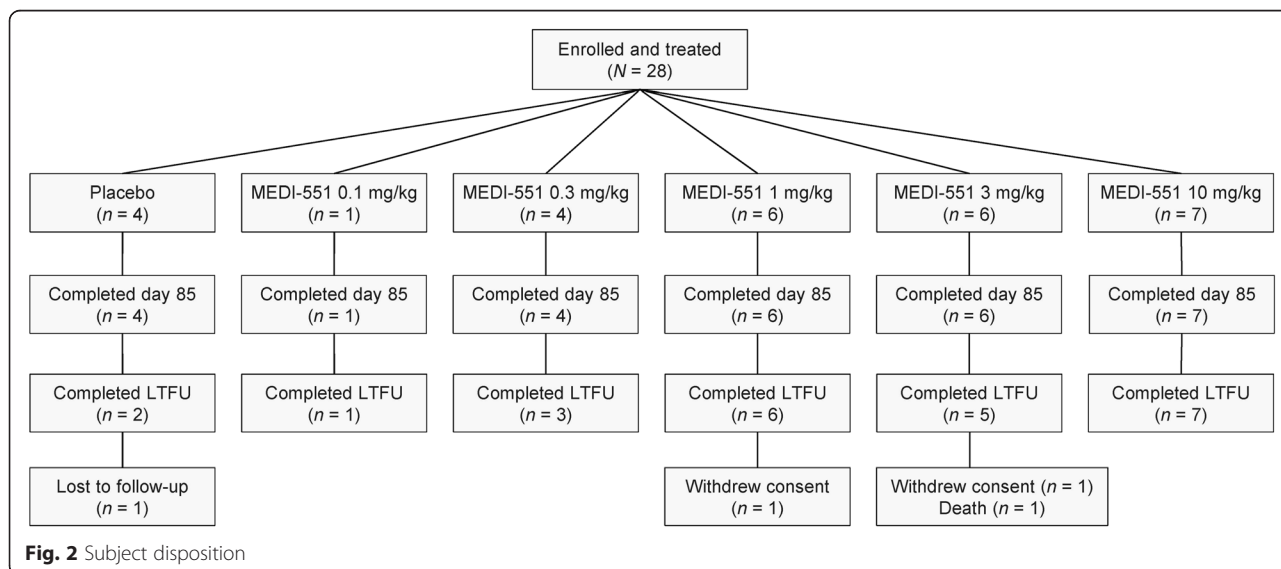 Enrolled and treated
(N = 28)
Placebo
(n = 4)
MEDI-551 0.1 mg/kg
(n = 1)
MEDI-551 0.3 mg/kg
(n = 4)
MEDI-551 1 mg/kg
(n = 6)
MEDI-551 3 mg/kg
(n = 6)
MEDI-551 10 mg/kg
(n = 7)
Completed day 85
(n = 4)
Completed day 85
(n = 1)
Completed day 85
(n = 4)
Completed day 85
(n = 6)
Completed day 85
(n = 6)
Completed day 85
(n = 7)
Completed LTFU
(n = 2)
Completed LTFU
(n = 1)
Completed LTFU
(n = 3)
Completed LTFU
(n = 6)
Completed LTFU
(n = 5)
Completed LTFU
(n = 7)
Lost to follow-up
(n = 1)
Withdrew consent
(n = 1)
Withdrew consent (n = 1)
Death (n = 1)
Fig. 2 Subject disposition